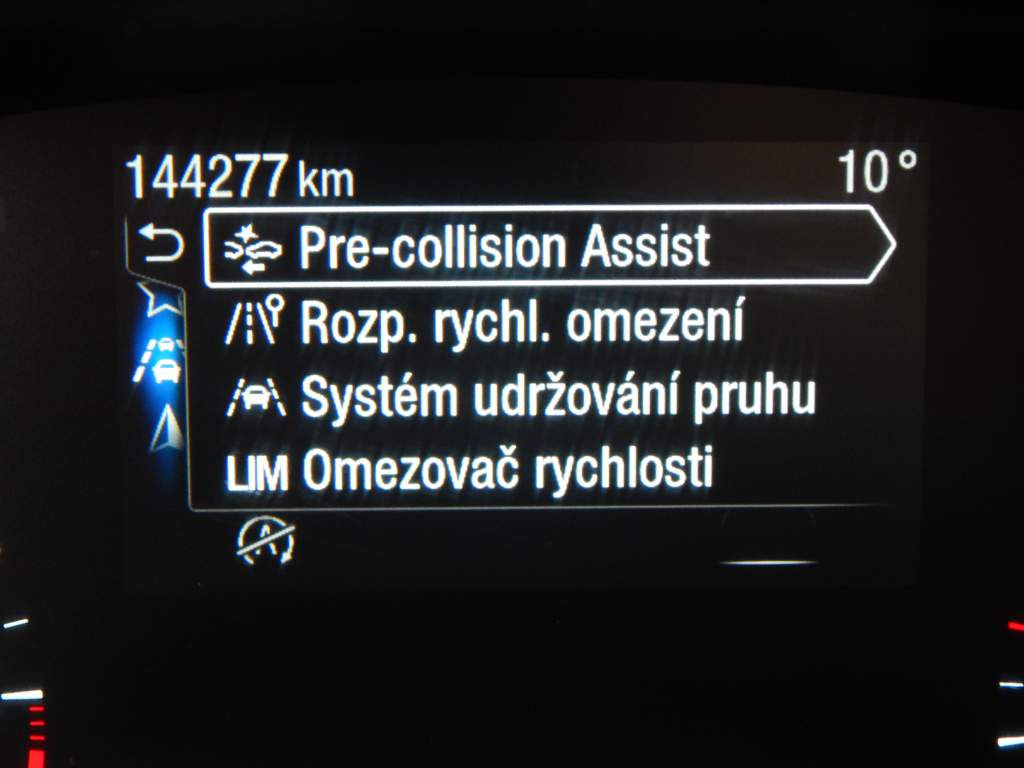 144277 km 10°
Pre-collision Assist
Rozp. rychl. omezení
Systém udržování pruhu
LIM Omezovač rychlosti
A